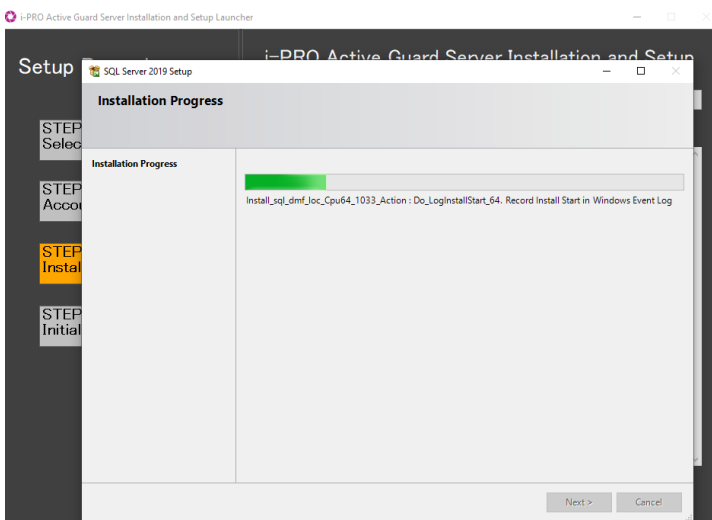 i-PRO Active Guard Server Installation and Setup Launcher
Setup
i-PRO Active Guard Server Installation and Setup
SQL Server 2019 Setup
Installation Progress
STEP
Selec
Installation Progress
Install_sql_dmf_loc_Cpu64_1033_Action : Do_LogInstallStart_64. Record Install Start in Windows Event Log
STEP
Accou
STEP
Instal
STEP
Initial
Next >
Cancel